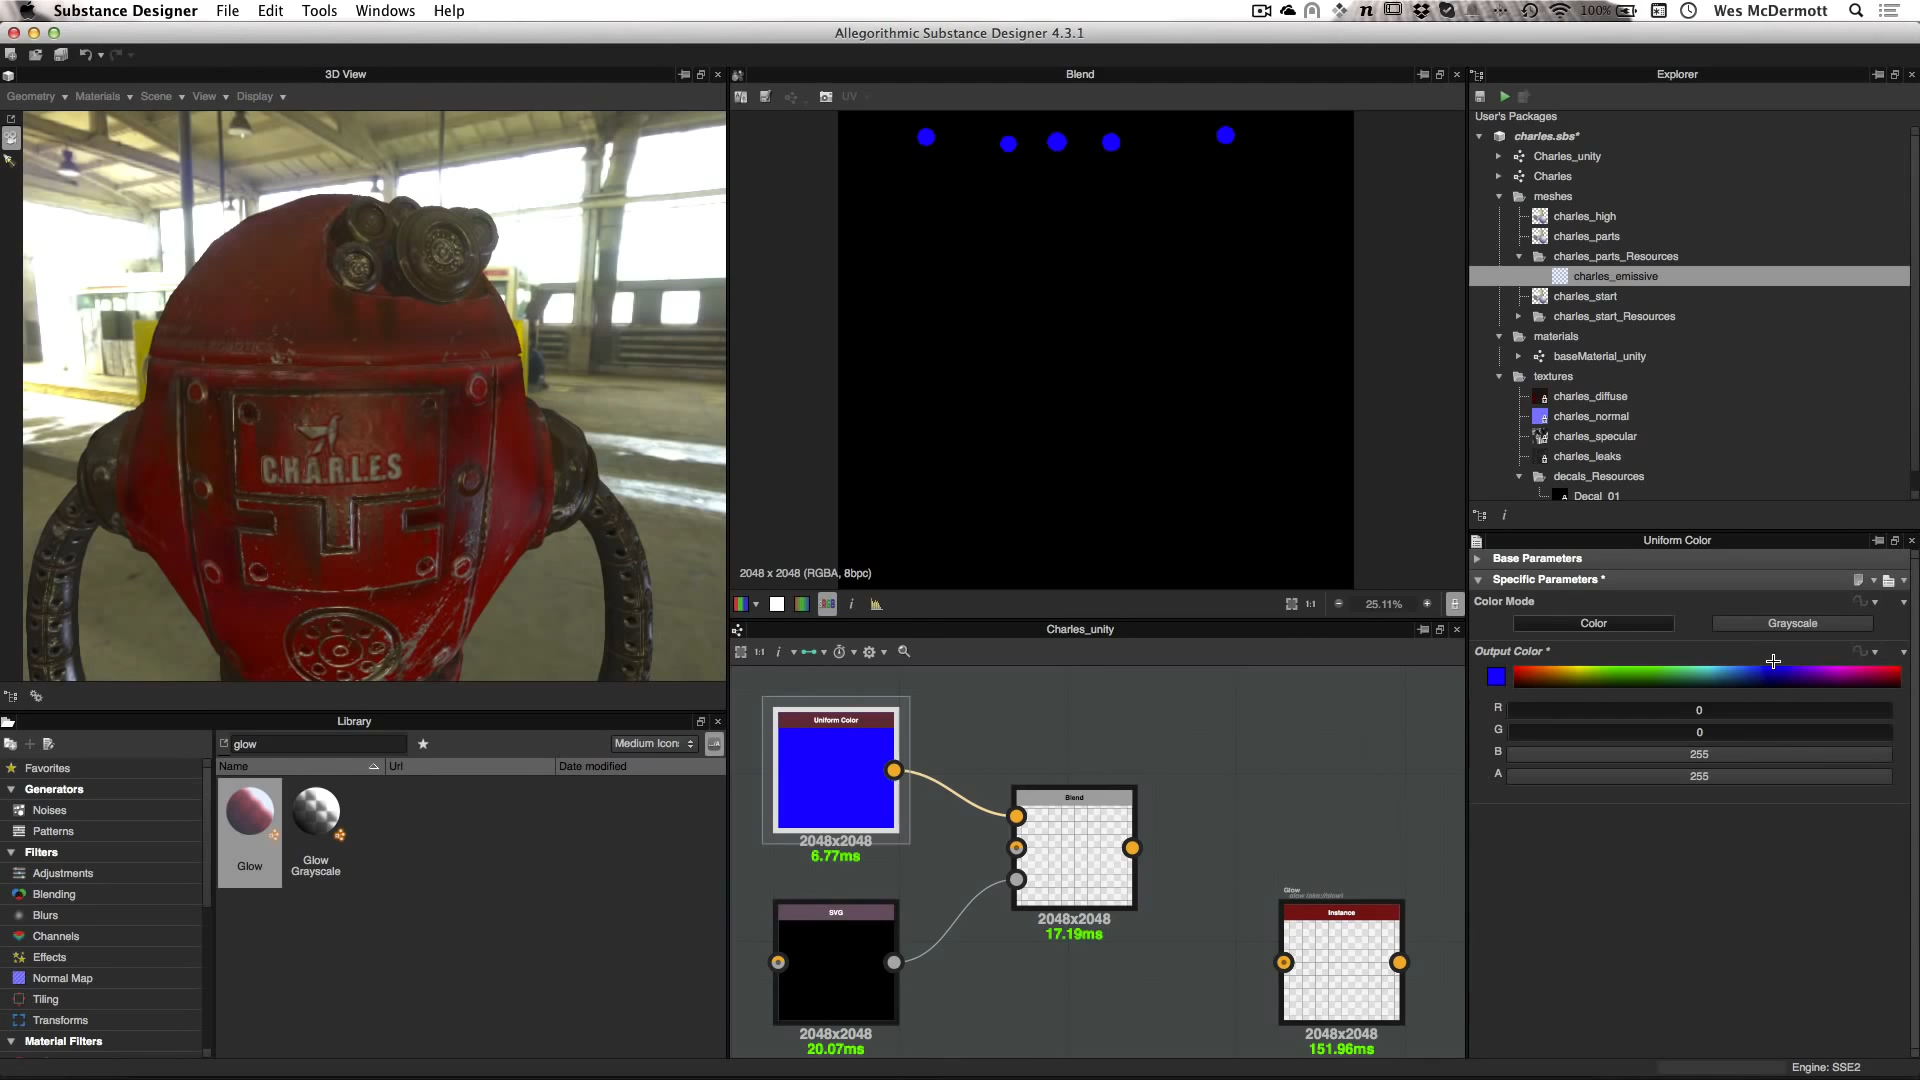 Substance Designer File Edit Tools Windows Help
100% Wes McDermott
Allegorithmic Substance Designer 4.3.1
3D View
Geometry Materials Scene View Display
C.H.A.R.L.E.S
Library
glow
Medium Icon:
Name Url Date modified
Favorites
Generators
Noises
Patterns
Filters
Adjustments
Blending
Blurs
Channels
Effects
Normal Map
Tiling
Transforms
Material Filters
Glow
Glow
Grayscale
Blend
UV
2048 x 2048 (RGBA, 8bpc)
1:1 25.11%
Charles_unity
1:1
Uniform Color
2048x2048
6.77ms
SVG
2048x2048
20.07ms
Blend
2048x2048
17.19ms
Glow
Instance
2048x2048
151.96ms
Explorer
User's Packages
charles.sbs*
Charles_unity
Charles
meshes
charles_high
charles_parts
charles_parts_Resources
charles_emissive
charles_start
charles_start_Resources
materials
baseMaterial_unity
textures
charles_diffuse
charles_normal
charles_specular
charles_leaks
decals_Resources
Decal_01
Uniform Color
Base Parameters
Specific Parameters *
Color Mode
Color Grayscale
Output Color *
R 0
G 0
B 255
A 255
Engine: SSE2